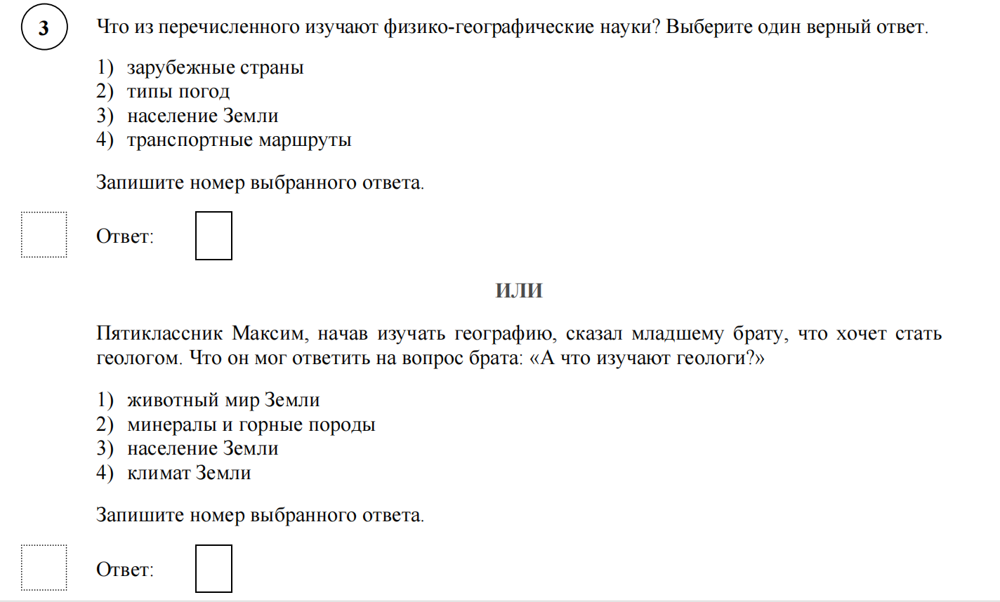 3
Что из перечисленного изучают физико-географические науки? Выберите один верный ответ.
1) зарубежные страны
2) типы погод
3) население Земли
4) транспортные маршруты
Запишите номер выбранного ответа.
Ответ:
ИЛИ
Пятиклассник Максим, начав изучать географию, сказал младшему брату, что хочет стать
геологом. Что он мог ответить на вопрос брата: «А что изучают геологи?»
1) животный мир Земли
2) минералы и горные породы
3) население Земли
4) климат Земли
Запишите номер выбранного ответа.
Ответ: